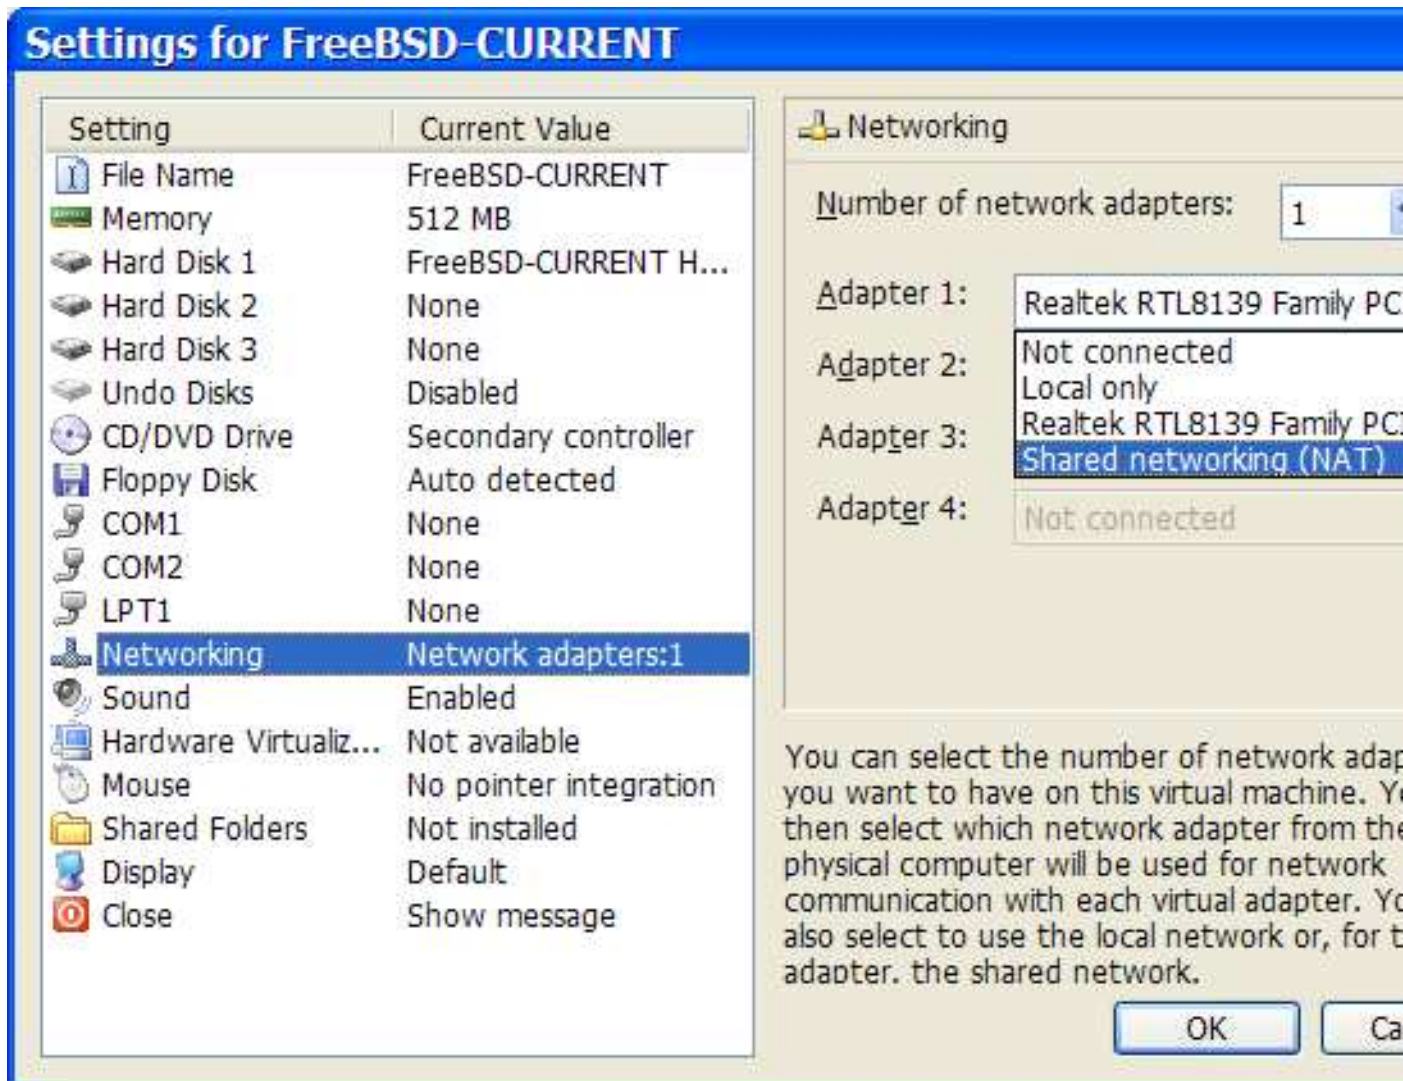 Settings for FreeBSD-CURRENT
Setting Current Value
File Name FreeBSD-CURRENT
Memory 512 MB
Hard Disk 1 FreeBSD-CURRENT H...
Hard Disk 2 None
Hard Disk 3 None
Undo Disks Disabled
CD/DVD Drive Secondary controller
Floppy Disk Auto detected
COM1 None
COM2 None
LPT1 None
Networking Network adapters:1
Sound Enabled
Hardware Virtualiz... Not available
Mouse No pointer integration
Shared Folders Not installed
Display Default
Close Show message
Networking
Number of network adapters: 1
Adapter 1: Realtek RTL8139 Family PC
Not connected
Adapter 2:
Local only
Realtek RTL8139 Family PCI
Adapter 3:
Shared networking (NAT)
Adapter 4: Not connected
You can select the number of network adap
you want to have on this virtual machine. Yo
then select which network adapter from the
physical computer will be used for network
communication with each virtual adapter. Yo
also select to use the local network or, for t
adapter, the shared network.
OK Ca